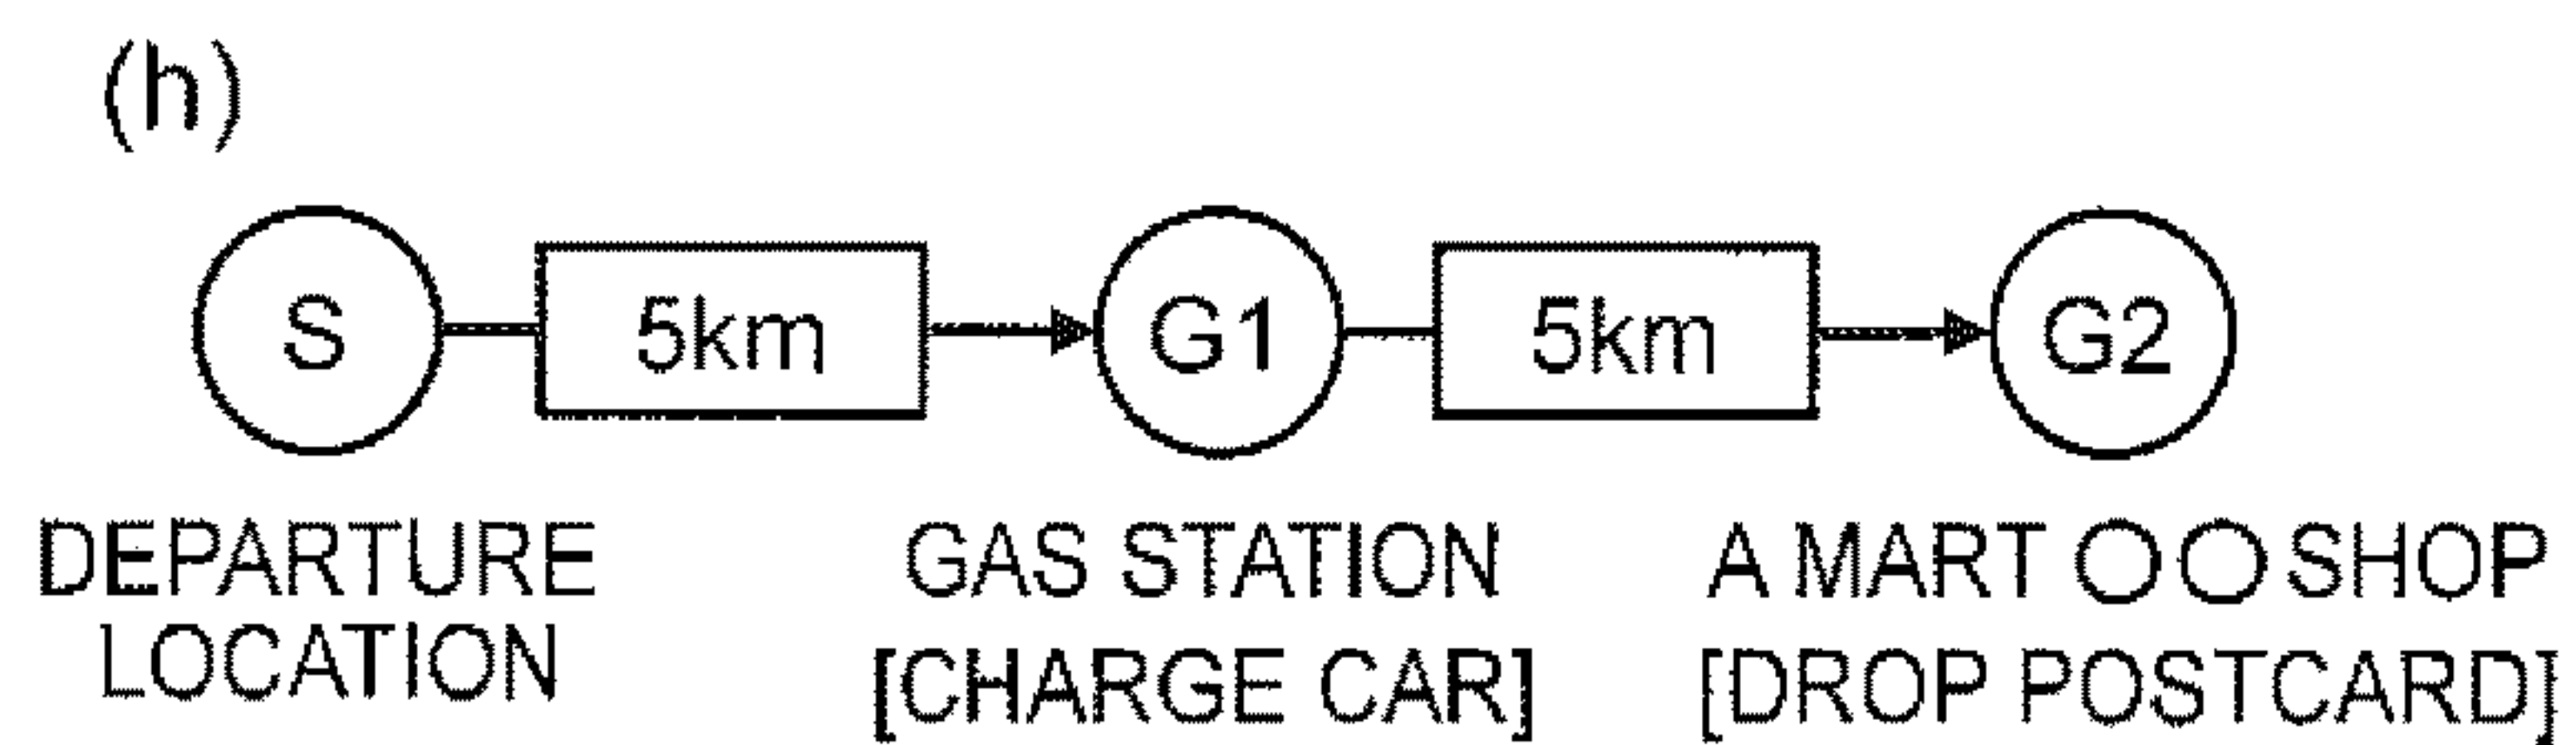 (h)
S 5km G1 5km G2
DEPARTURE LOCATION
GAS STATION
[CHARGE CAR]
A MART ○○SHOP
[DROP POSTCARD]